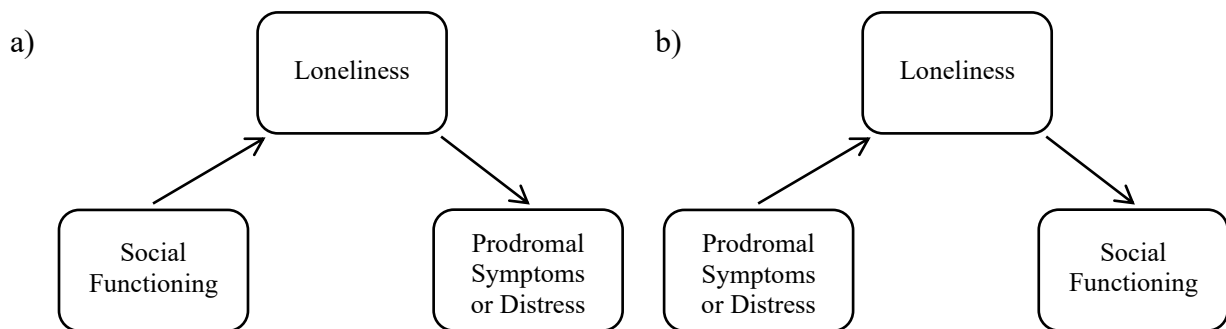 a)
Loneliness
Social
Functioning
Prodromal
Symptoms
or Distress
b)
Loneliness
Prodromal
Symptoms
or Distress
Social
Functioning